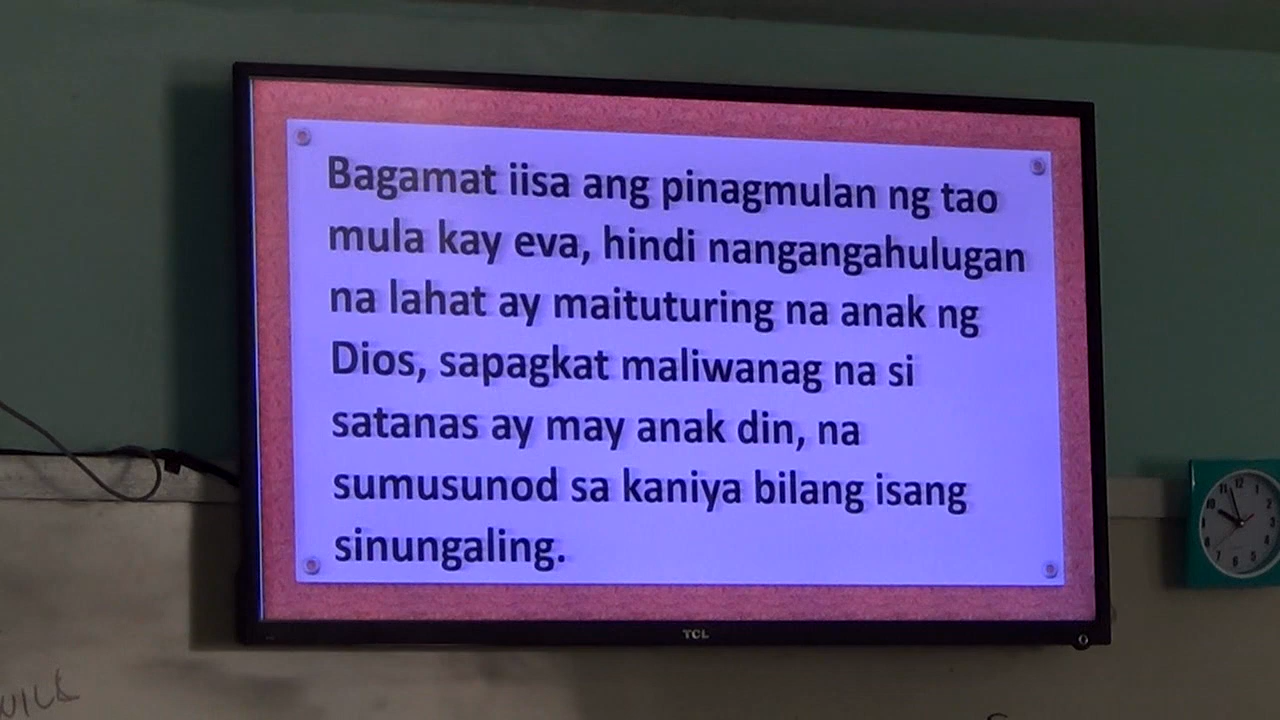 Bagamat iisa ang pinagmulan ng tao
mula kay eva, hindi nangangahulugan
na lahat ay maituturing na anak ng
Dios, sapagkat maliwanag na si
satanas ay may anak din, na
sumusunod sa kaniya bilang isang
sinungaling.
TCL